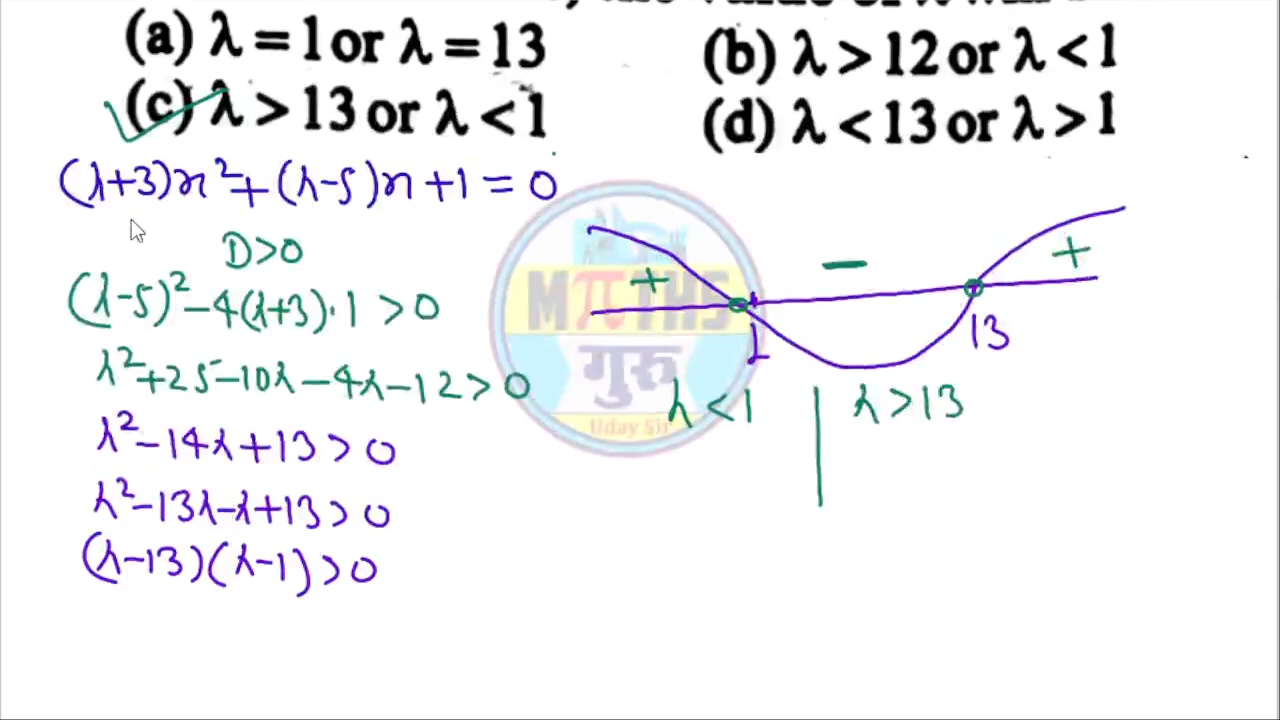 (a) λ = 1 or λ = 13
(b) λ > 12 or λ < 1
(c) λ > 13 or λ < 1
(d) λ < 13 or λ > 1
(λ+3)x²+(λ-5)x+1=0
D>0
(λ-5)²-4(λ+3)·1>0
λ²+25-10λ-4λ-12>0
λ²-14λ+13>0
λ²-13λ-λ+13>0
(λ-13)(λ-1)>0
+ - +
1 13
λ<1 | λ>13
MπTHS
गुरु
Uday Sir